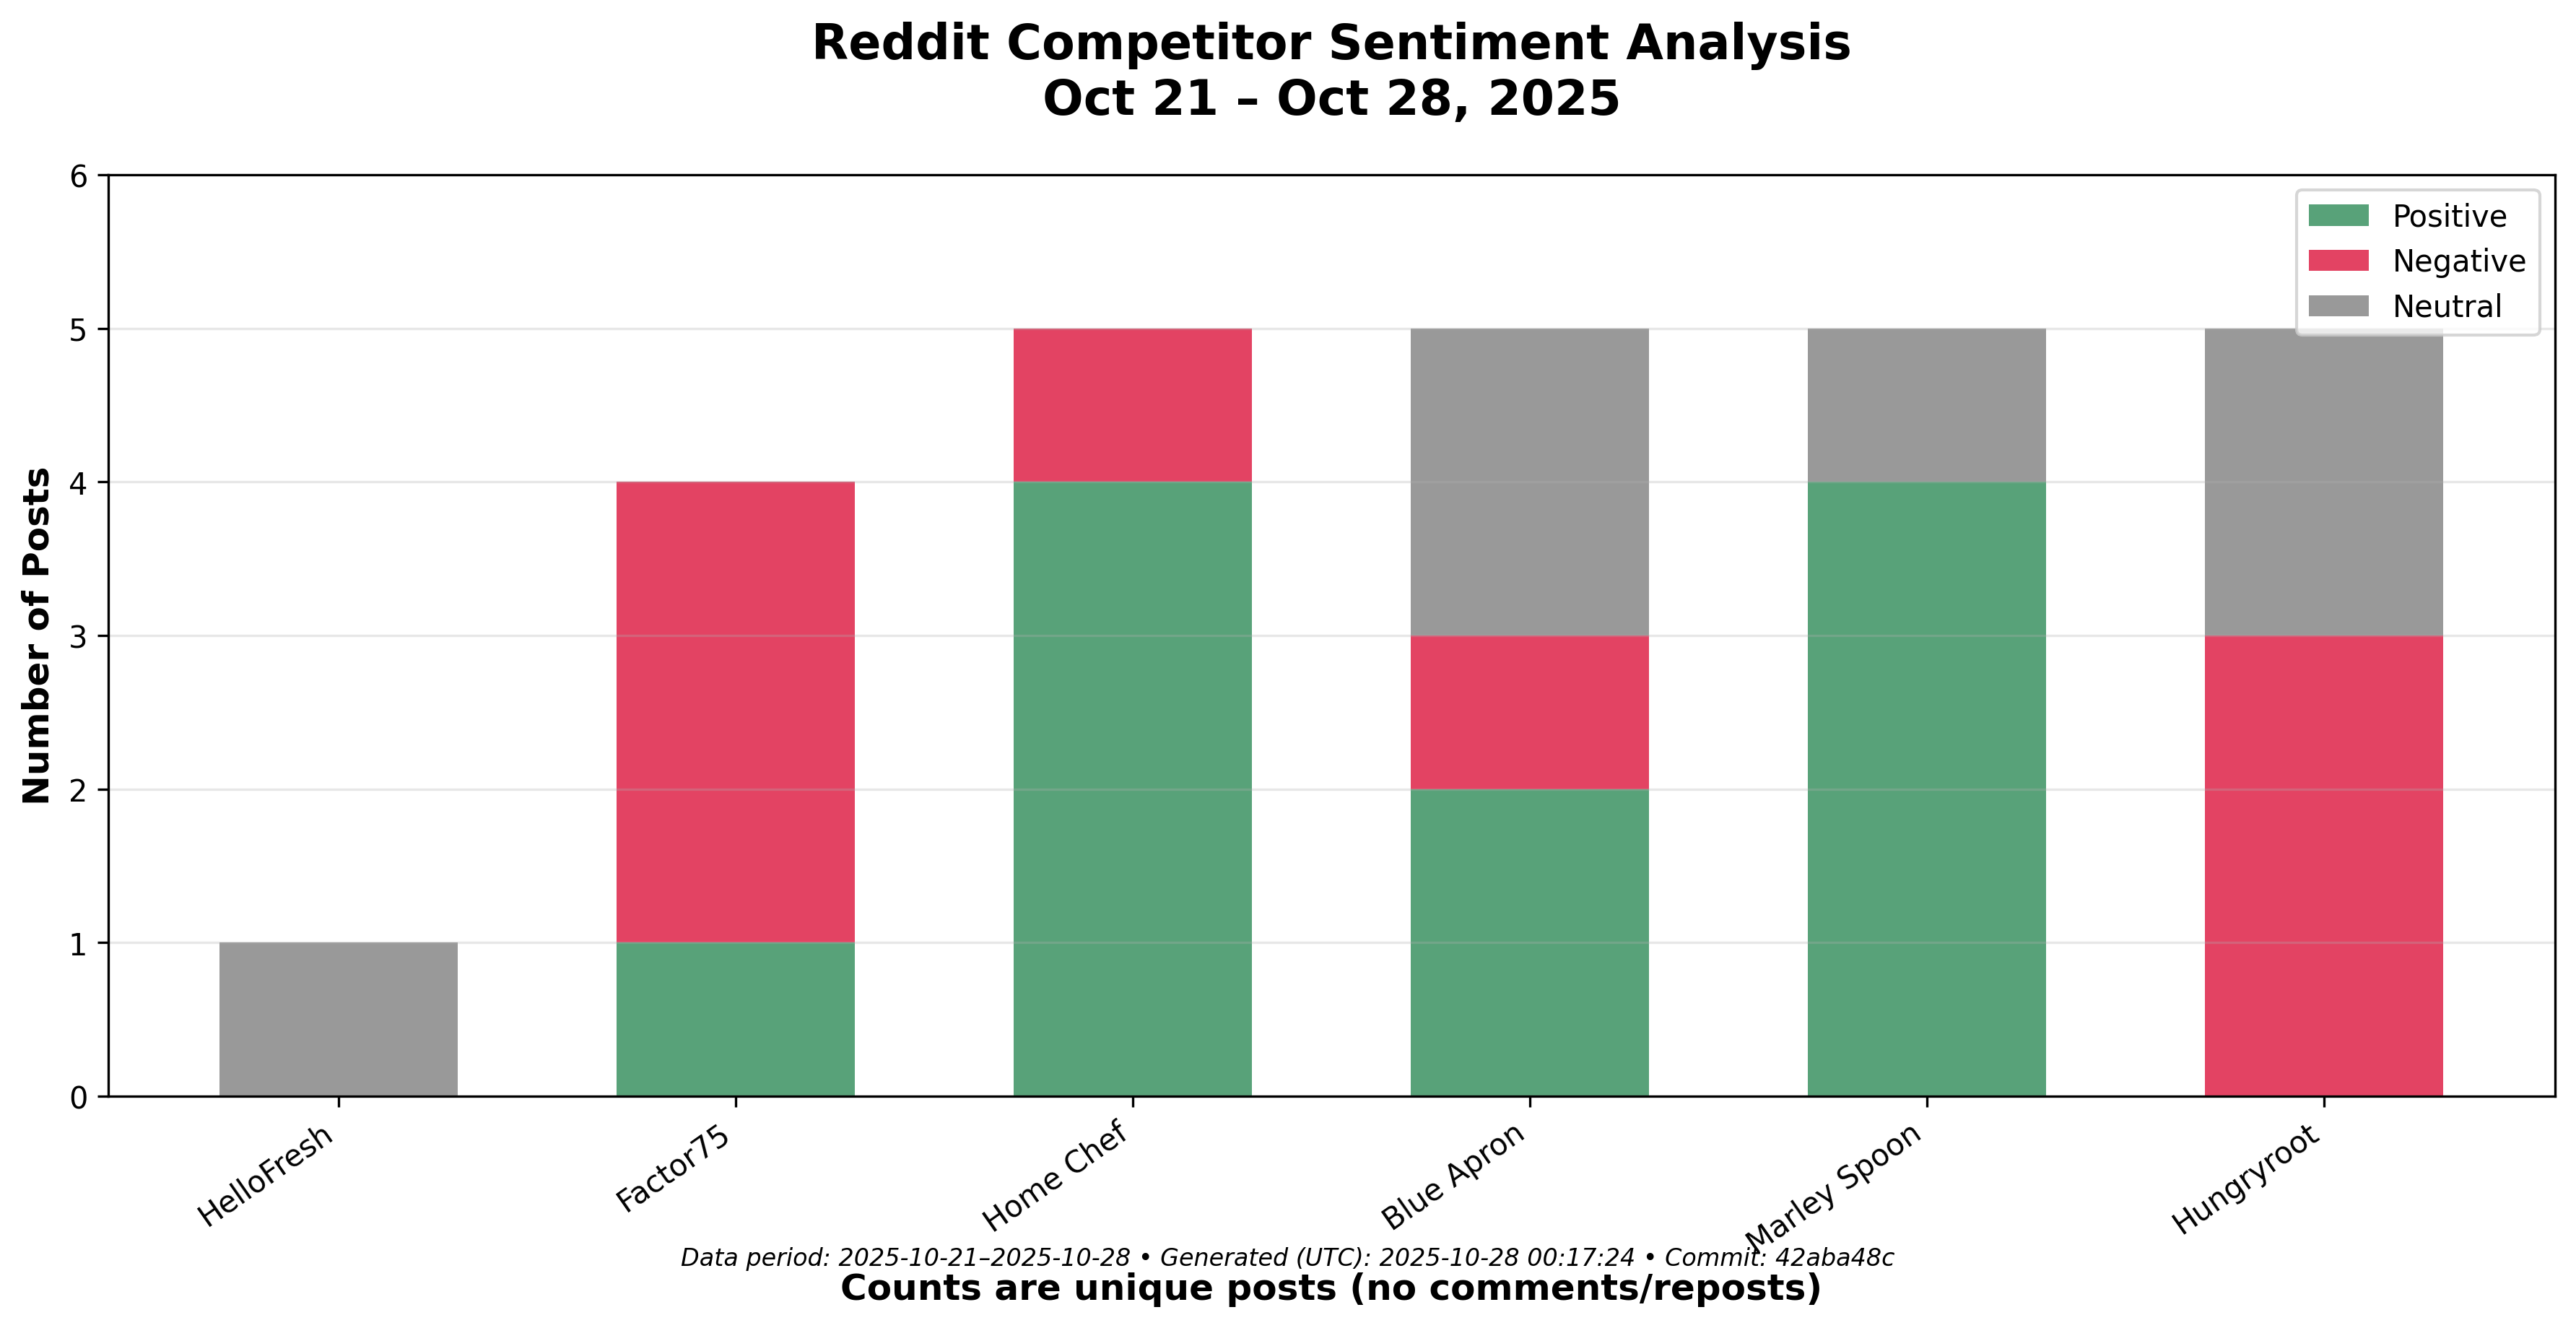 Reddit Competitor Sentiment Analysis
Oct 21 – Oct 28, 2025
6
5
4
3
2
1
0
Number of Posts
Positive
Negative
Neutral
HelloFresh
Factor75
Home Chef
Blue Apron
Marley Spoon
Hungryroot
Data period: 2025-10-21–2025-10-28 • Generated (UTC): 2025-10-28 00:17:24 • Commit: 42aba48c
Counts are unique posts (no comments/reposts)